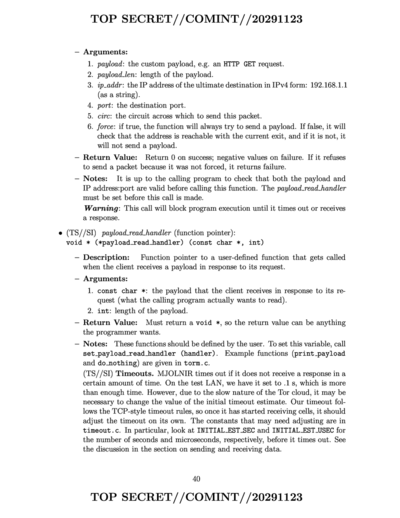 TOP SECRET//COMINT//20291123
– Arguments:
1. payload: the custom payload, e.g. an HTTP GET request.
2. payload_len: length of the payload.
3. ip_addr: the IP address of the ultimate destination in IPv4 form: 192.168.1.1
(as a string).
4. port: the destination port.
5. circ: the circuit across which to send this packet.
6. force: if true, the function will always try to send a payload. If false, it will
check that the address is reachable with the current exit, and if it is not, it
will not send a payload.
– Return Value: Return 0 on success; negative values on failure. If it refuses
to send a packet because it was not forced, it returns failure.
– Notes: It is up to the calling program to check that both the payload and
IP address:port are valid before calling this function. The payload_read_handler
must be set before this call is made.
Warning: This call will block program execution until it times out or receives
a response.
• (TS//SI) payload_read_handler (function pointer):
void * (*payload_read_handler) (const char *, int)
– Description: Function pointer to a user-defined function that gets called
when the client receives a payload in response to its request.
– Arguments:
1. const char *: the payload that the client receives in response to its re-
quest (what the calling program actually wants to read).
2. int: length of the payload.
– Return Value: Must return a void *, so the return value can be anything
the programmer wants.
– Notes: These functions should be defined by the user. To set this variable, call
set_payload_read_handler (handler). Example functions (print_payload
and do_nothing) are given in torm.c.
(TS//SI) Timeouts. MJOLNIR times out if it does not receive a response in a
certain amount of time. On the test LAN, we have it set to .1 s, which is more
than enough time. However, due to the slow nature of the Tor cloud, it may be
necessary to change the value of the initial timeout estimate. Our timeout fol-
lows the TCP-style timeout rules, so once it has started receiving cells, it should
adjust the timeout on its own. The constants that may need adjusting are in
timeout.c. In particular, look at INITIAL_EST_SEC and INITIAL_EST_USEC for
the number of seconds and microseconds, respectively, before it times out. See
the discussion in the section on sending and receiving data.
40
TOP SECRET//COMINT//20291123